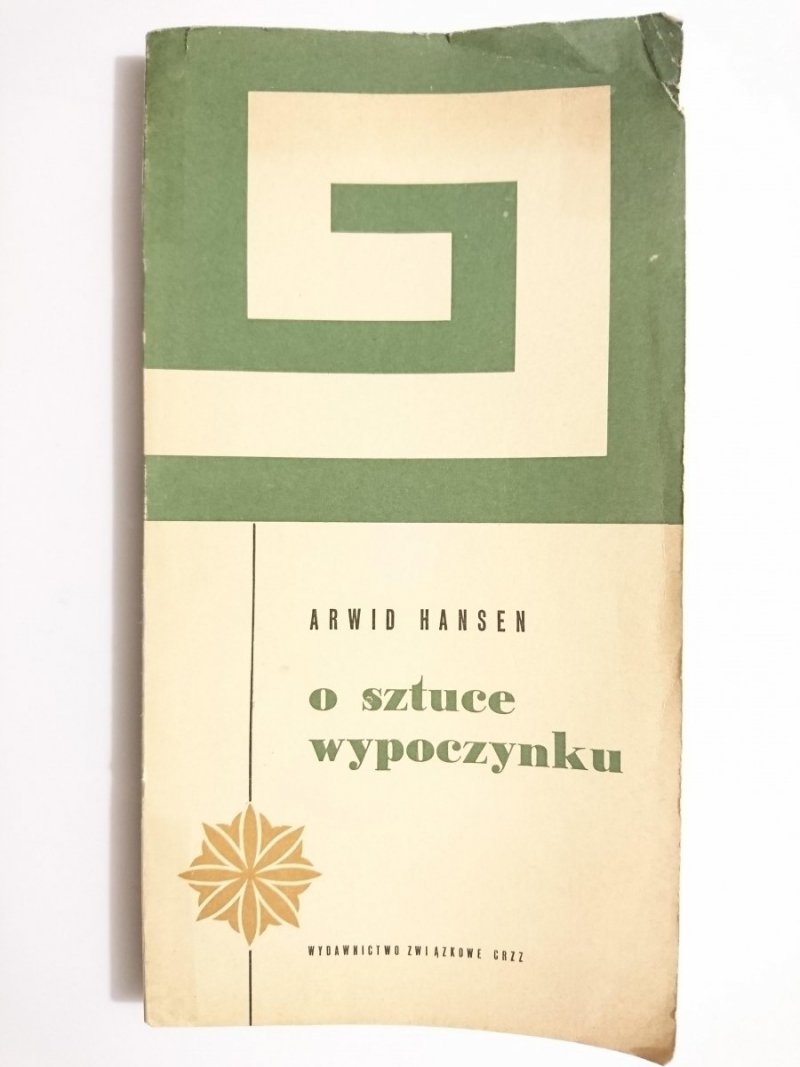 ARWID HANSEN
o sztuce
wypoczynku
WYDAWNICTWO ZWIĄZKOWE CRZZ